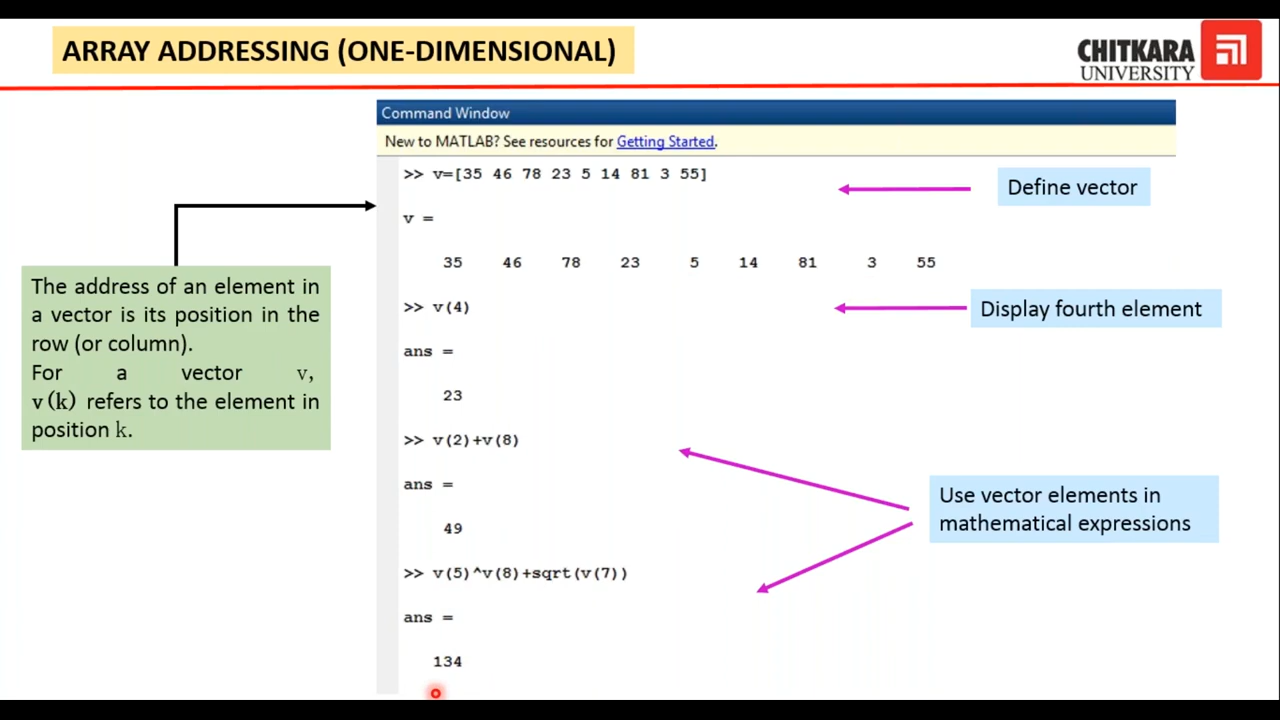 ARRAY ADDRESSING (ONE-DIMENSIONAL)
CHITKARA
UNIVERSITY
Command Window
New to MATLAB? See resources for Getting Started.
>> v=[35 46 78 23 5 14 81 3 55]
Define vector
v =
35 46 78 23 5 14 81 3 55
The address of an element in
a vector is its position in the
row (or column).
For a vector v,
v(k) refers to the element in
position k.
>> v(4)
Display fourth element
ans =
23
>> v(2)+v(8)
ans =
49
Use vector elements in
mathematical expressions
>> v(5)^v(8)+sqrt(v(7))
ans =
134